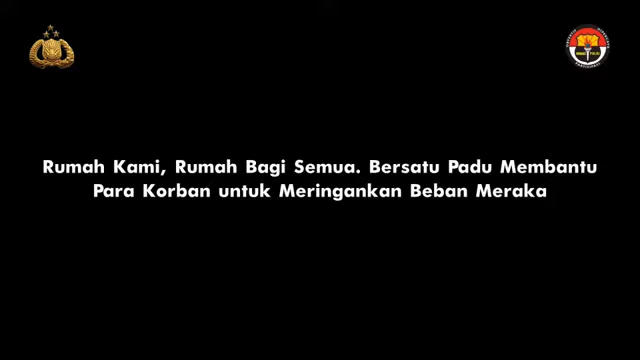 Rumah Kami, Rumah Bagi Semua. Bersatu Padu Membantu
Para Korban untuk Meringankan Beban Meraka